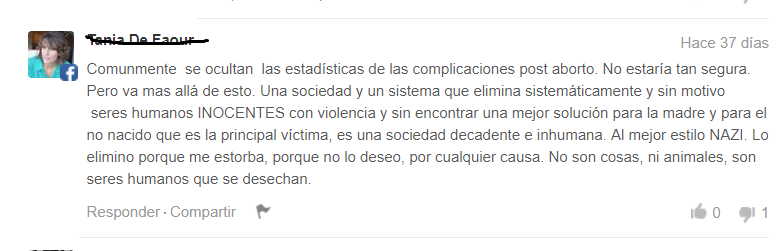 Hace 37 días
Comunmente se ocultan las estadísticas de las complicaciones post aborto. No estaría tan segura.
Pero va mas allá de esto. Una sociedad y un sistema que elimina sistemáticamente y sin motivo
seres humanos INOCENTES con violencia y sin encontrar una mejor solución para la madre y para el
no nacido que es la principal víctima, es una sociedad decadente e inhumana. Al mejor estilo NAZI. Lo
elimino porque me estorba, porque no lo deseo, por cualquier causa. No son cosas, ni animales, son
seres humanos que se desechan.
Responder · Compartir 0 1